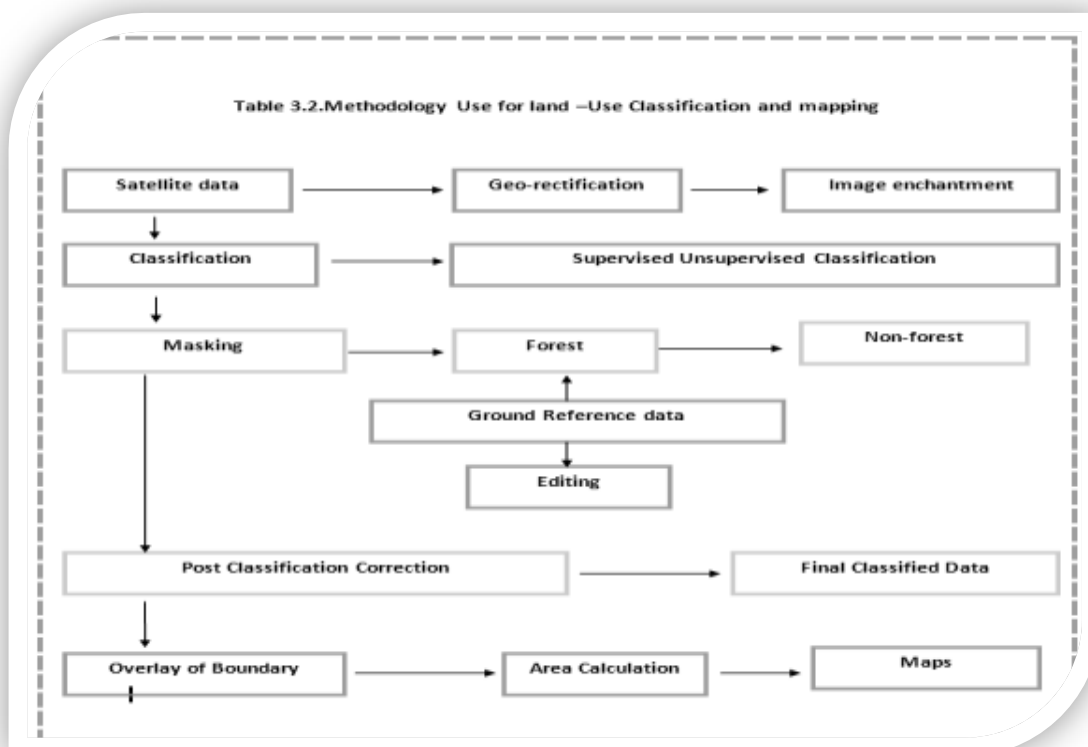 Table 3.2.Methodology Use for land –Use Classification and mapping
Satellite data
Geo-rectification
Image enchantment
Classification
Supervised Unsupervised Classification
Masking
Forest
Non-forest
Ground Reference data
Editing
Post Classification Correction
Final Classified Data
Overlay of Boundary
Area Calculation
Maps